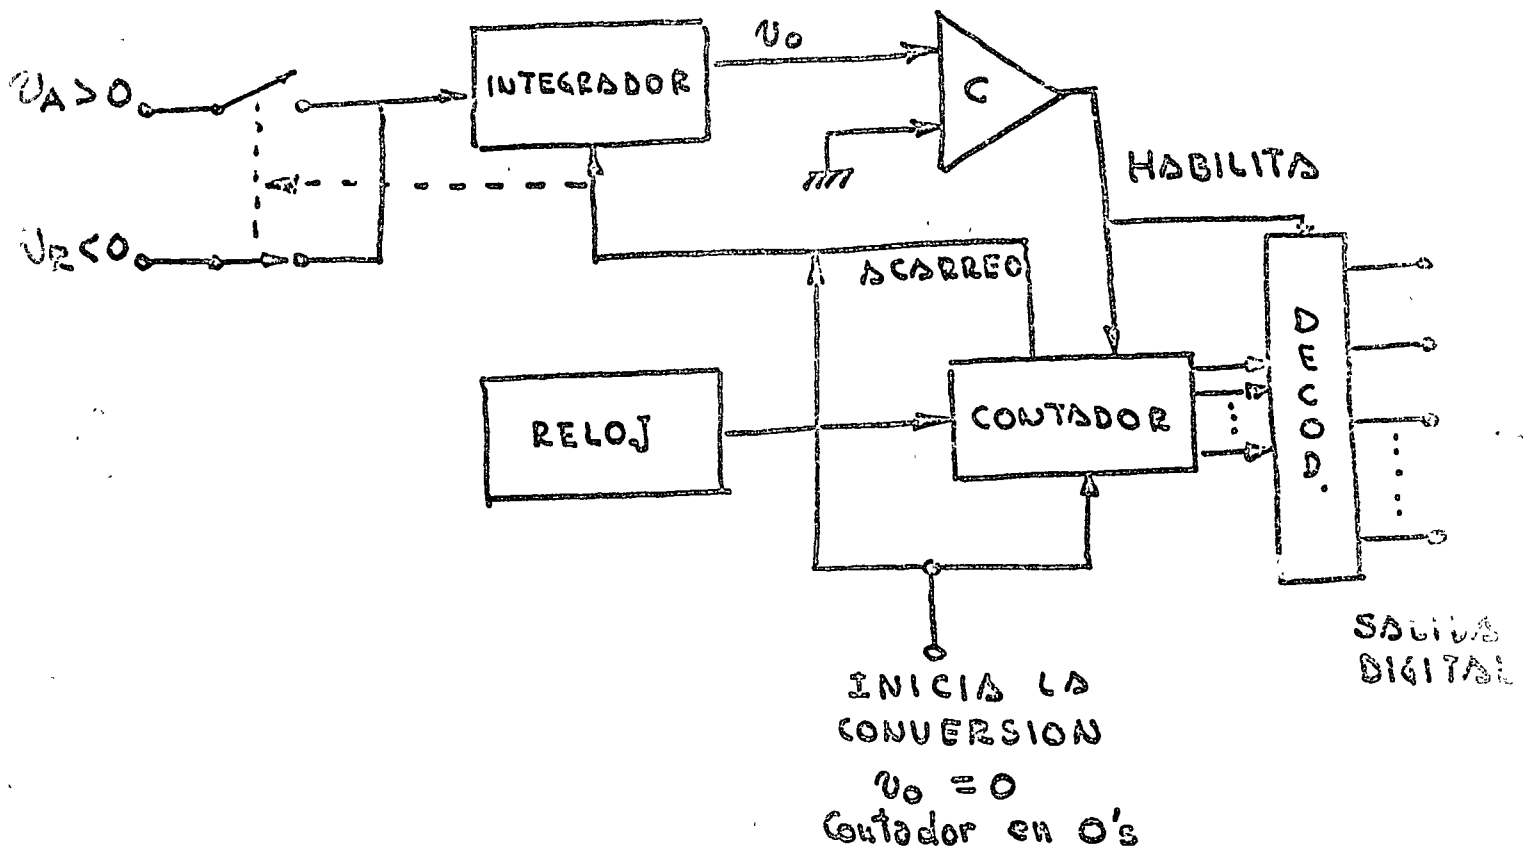 v_A>0
INTEGRADOR
v_o
C
HABILITA
v_R<0
ACARREO
RELOJ
CONTADOR
DECOD.
SALIDA
DIGITAL
INICIA LA
CONVERSION
v_o = 0
Contador en 0's